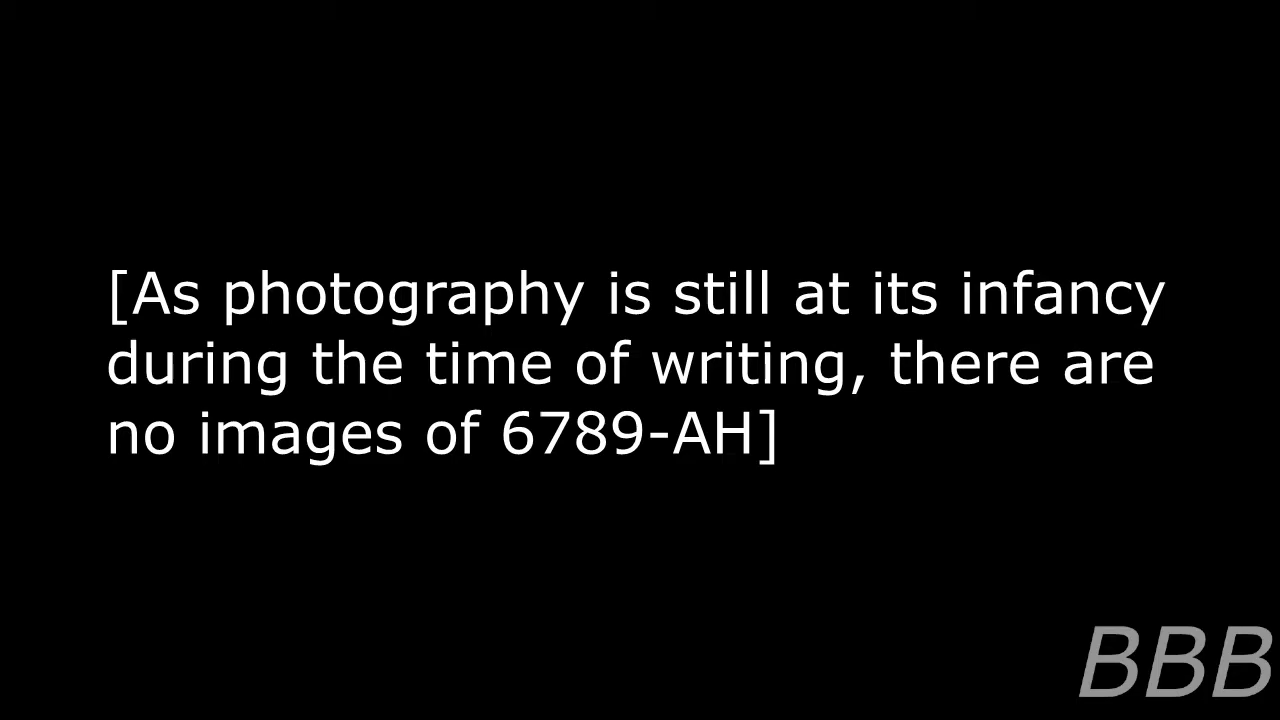 [As photography is still at its infancy
during the time of writing, there are
no images of 6789-AH]
BBB